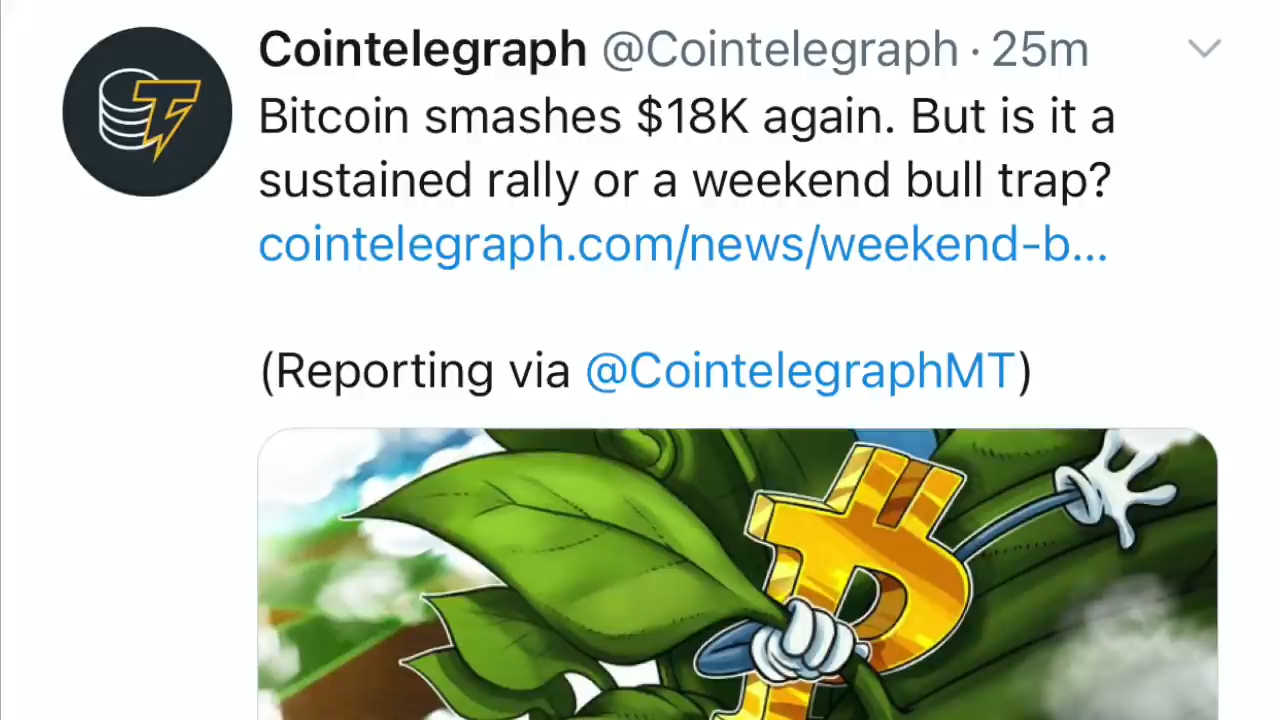 Cointelegraph @Cointelegraph · 25m
Bitcoin smashes $18K again. But is it a
sustained rally or a weekend bull trap?
cointelegraph.com/news/weekend-b...
(Reporting via @CointelegraphMT)